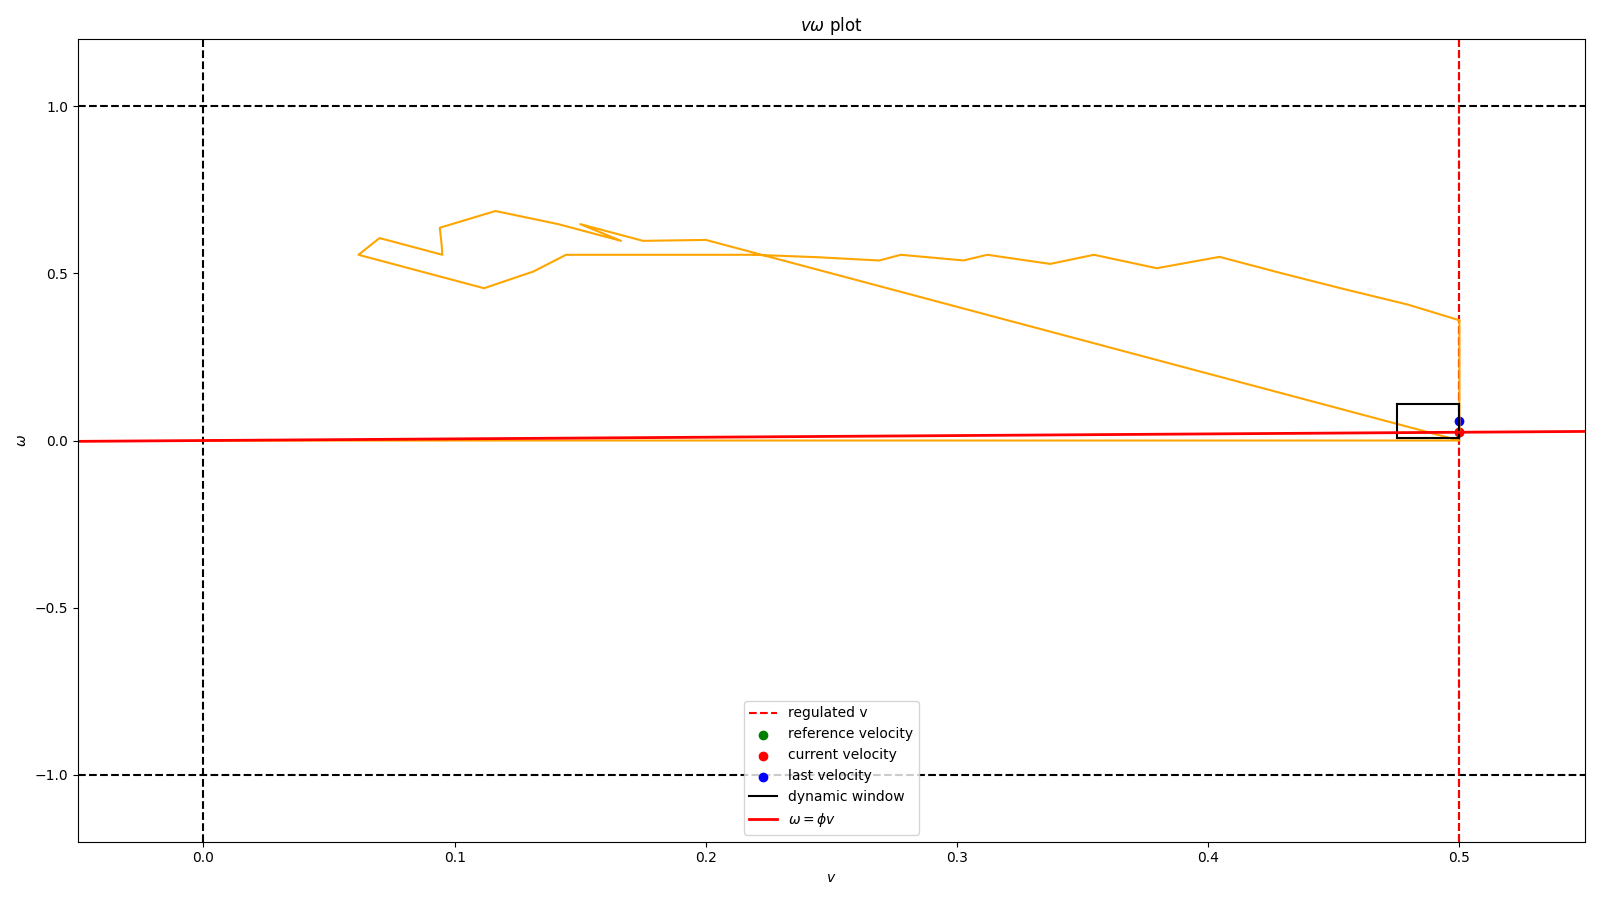 vω plot
1.0
0.5
0.0
−0.5
−1.0
ω
0.0 0.1 0.2 0.3 0.4 0.5
v
regulated v
reference velocity
current velocity
last velocity
dynamic window
ω = ϕv